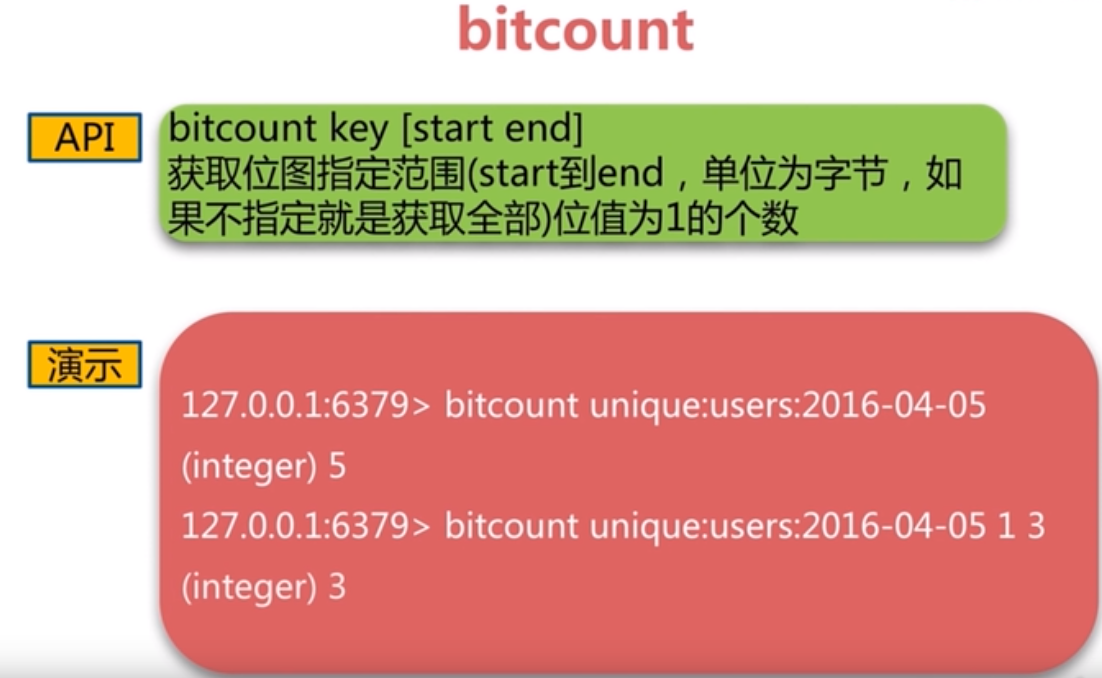 bitcount
API
bitcount key [start end]
获取位图指定范围(start到end，单位为字节，如
果不指定就是获取全部)位值为1的个数
演示
127.0.0.1:6379> bitcount unique:users:2016-04-05
(integer) 5
127.0.0.1:6379> bitcount unique:users:2016-04-05 1 3
(integer) 3